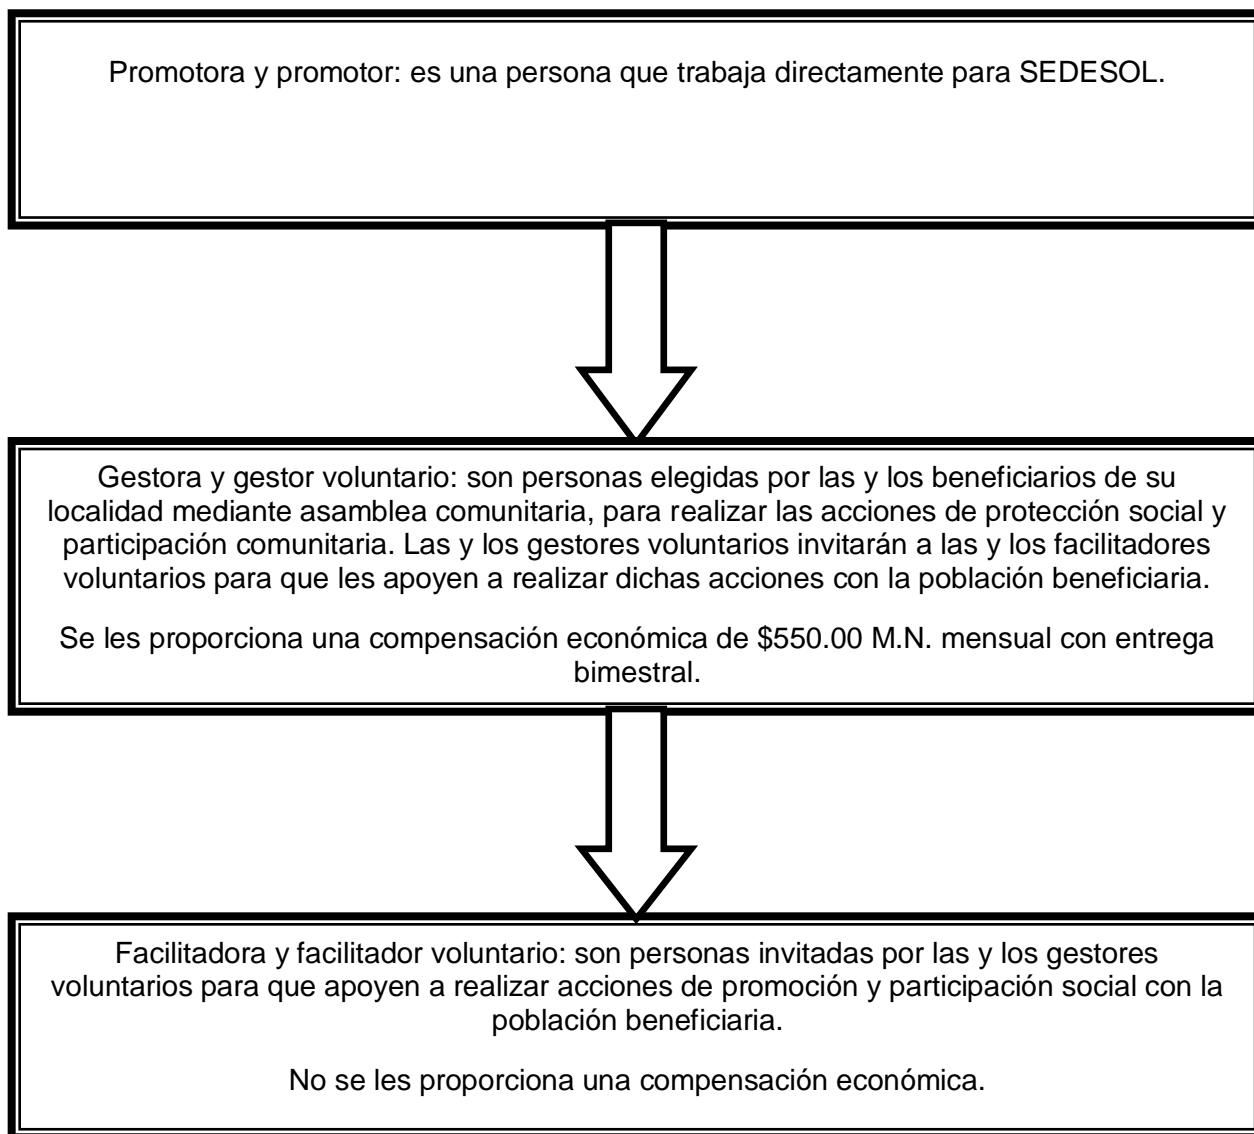 Promotora y promotor: es una persona que trabaja directamente para SEDESOL.
Gestora y gestor voluntario: son personas elegidas por las y los beneficiarios de su
localidad mediante asamblea comunitaria, para realizar las acciones de protección social y
participación comunitaria. Las y los gestores voluntarios invitarán a las y los facilitadores
voluntarios para que les apoyen a realizar dichas acciones con la población beneficiaria.
Se les proporciona una compensación económica de $550.00 M.N. mensual con entrega
bimestral.
Facilitadora y facilitador voluntario: son personas invitadas por las y los gestores
voluntarios para que apoyen a realizar acciones de promoción y participación social con la
población beneficiaria.
No se les proporciona una compensación económica.